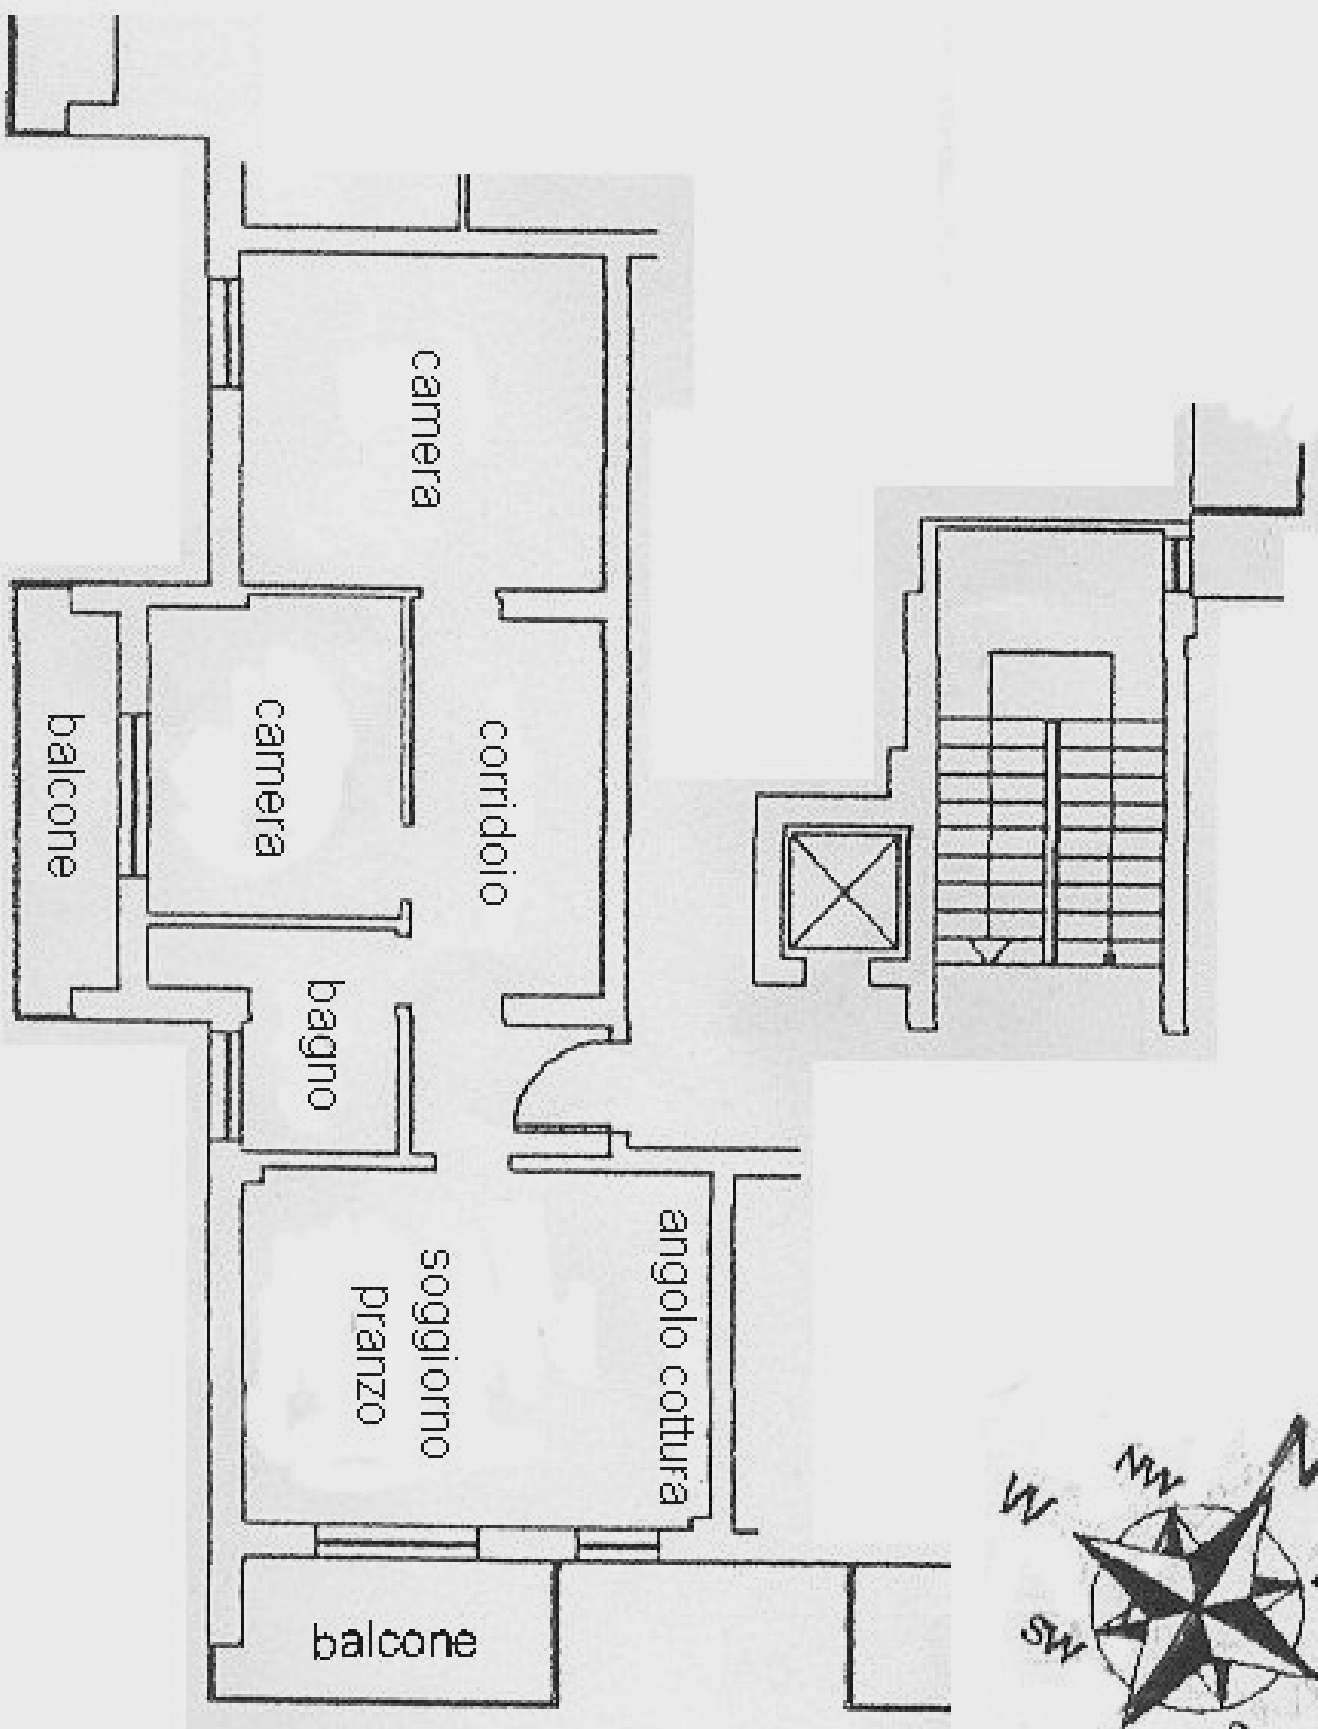 camera
camera
corridoio
balcone
bagno
angolo cottura
soggiorno
pranzo
balcone
N
NW
W
SW